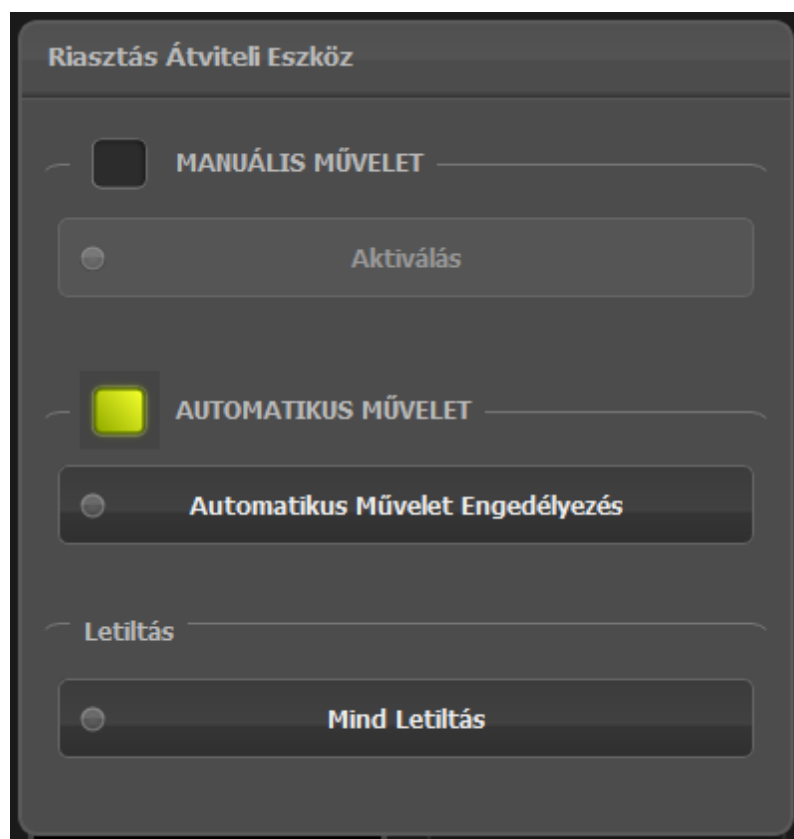 Riasztás Átviteli Eszköz
MANUÁLIS MŰVELET
Aktiválás
AUTOMATIKUS MŰVELET
Automatikus Művelet Engedélyezés
Letiltás
Mind Letiltás